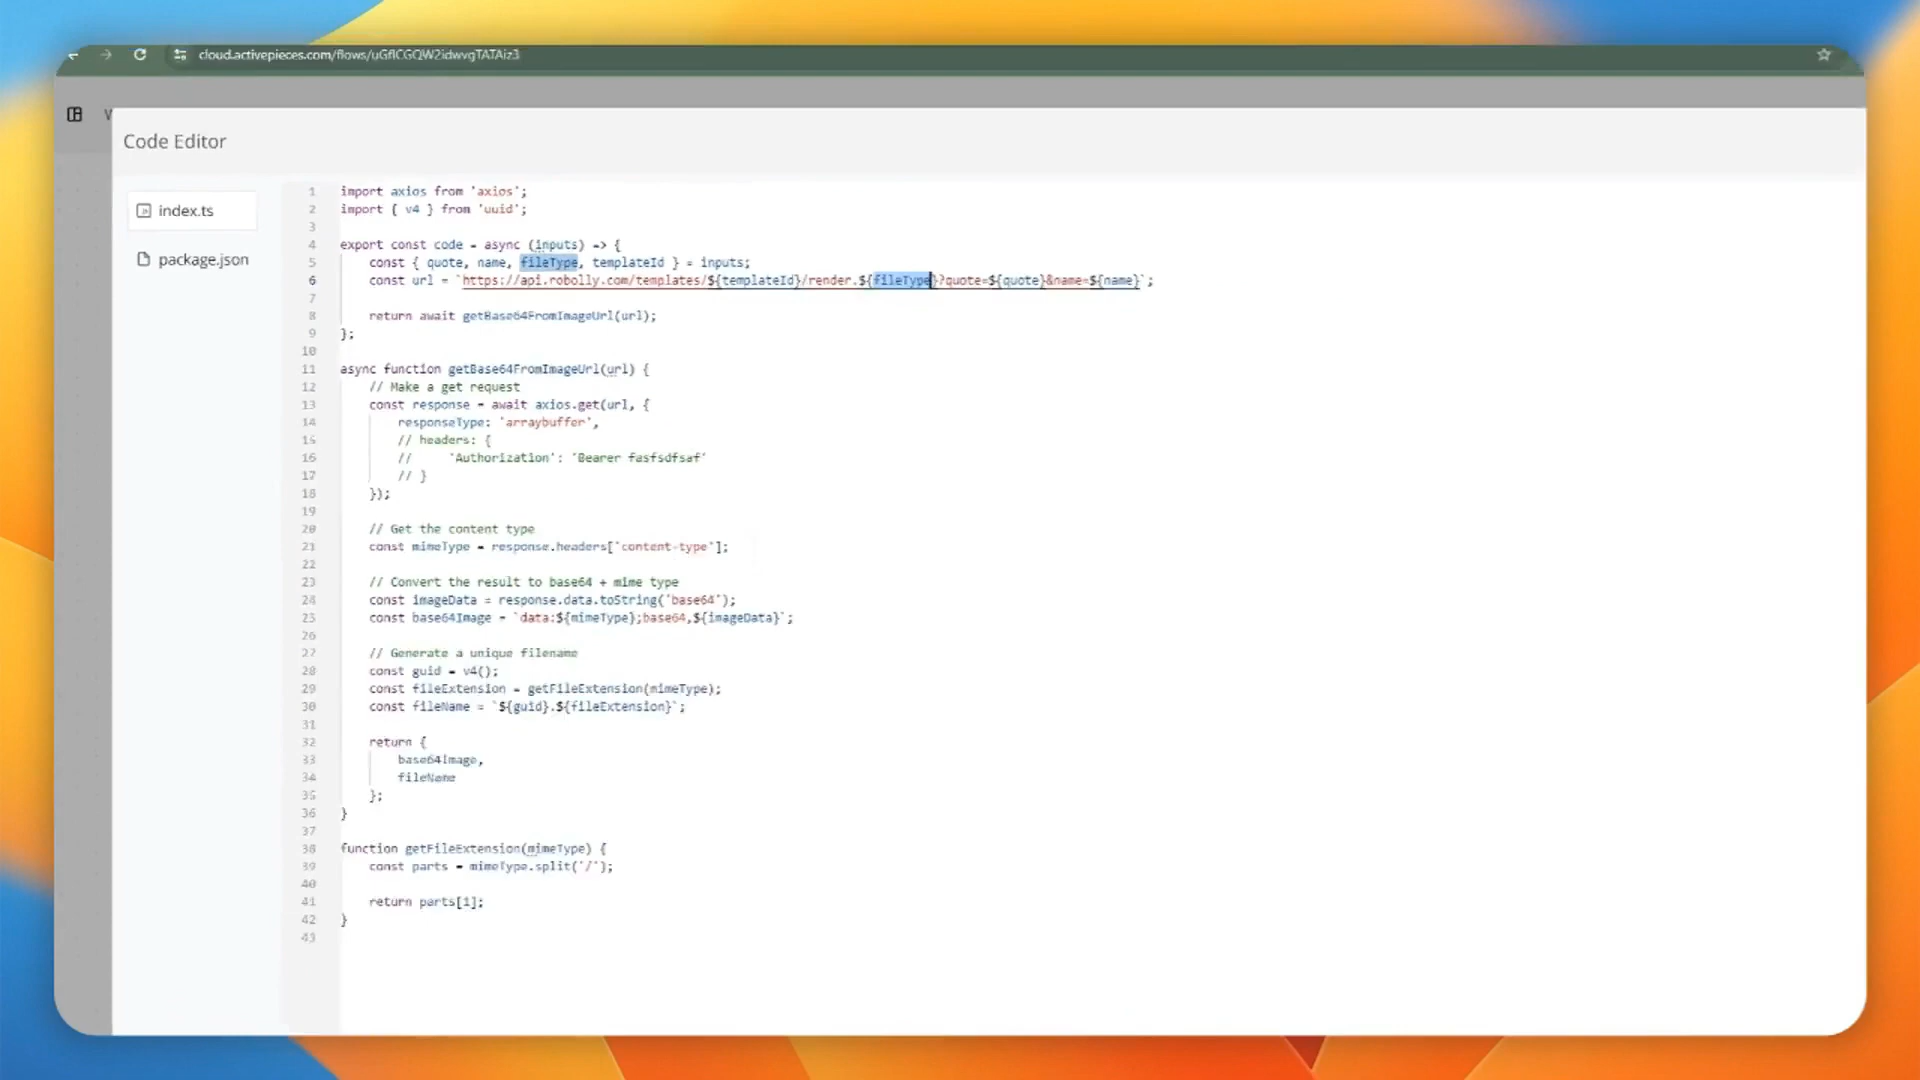 cloud.activepieces.com/flows/uGflCGQW2idwvgTATAiz3
Code Editor
index.ts
package.json
1 import axios from 'axios';
2 import { v4 } from 'uuid';
3
4 export const code = async (inputs) => {
5 const { quote, name, fileType, templateId } = inputs;
6 const url = `https://api.robolly.com/templates/${templateId}/render.${fileType}?quote=${quote}&name=${name}`;
7
8 return await getBase64FromImageUrl(url);
9 };
10
11 async function getBase64FromImageUrl(url) {
12 // Make a get request
13 const response = await axios.get(url, {
14 responseType: 'arraybuffer',
15 // headers: {
16 // 'Authorization': 'Bearer fasfsdfsaf'
17 // }
18 });
19
20 // Get the content type
21 const mimeType = response.headers['content-type'];
22
23 // Convert the result to base64 + mime type
24 const imageData = response.data.toString('base64');
25 const base64Image = `data:${mimeType};base64,${imageData}`;
26
27 // Generate a unique filename
28 const guid = v4();
29 const fileExtension = getFileExtension(mimeType);
30 const fileName = `${guid}.${fileExtension}`;
31
32 return {
33 base64Image,
34 fileName
35 };
36 }
37
38 function getFileExtension(mimeType) {
39 const parts = mimeType.split('/');
40
41 return parts[1];
42 }
43